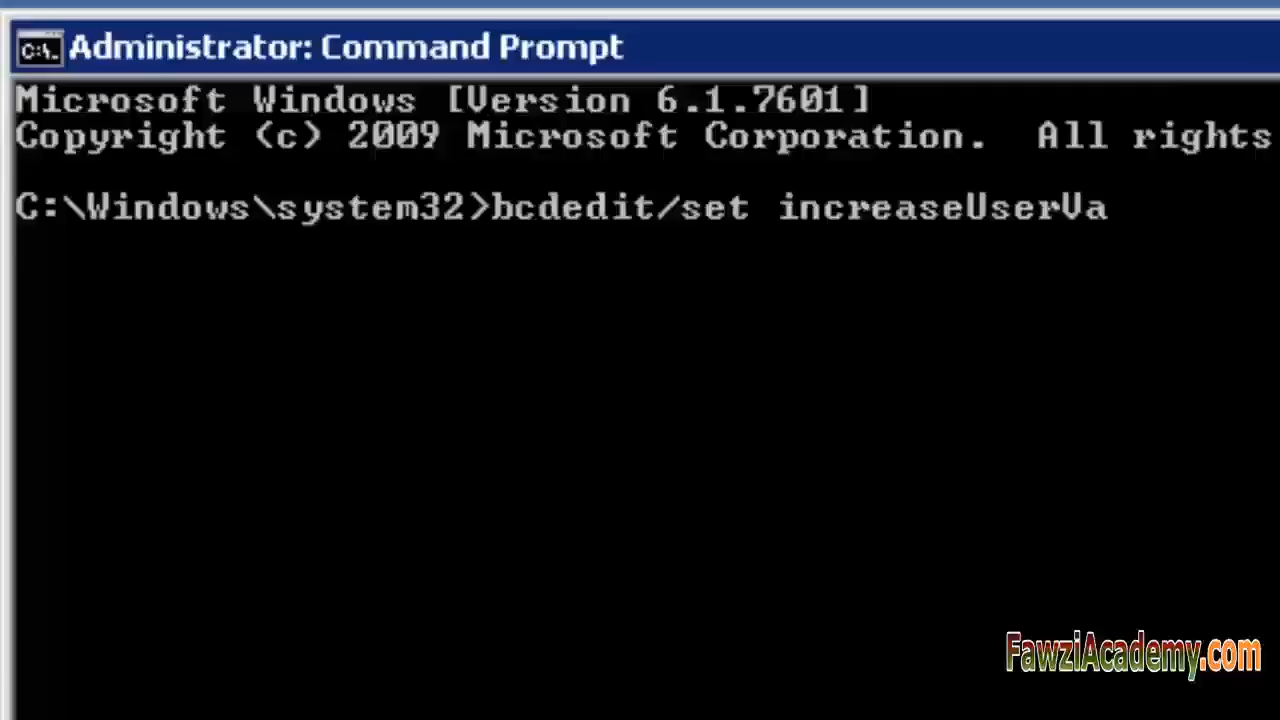 C:\. Administrator: Command Prompt
Microsoft Windows [Version 6.1.7601]
Copyright (c) 2009 Microsoft Corporation. All rights
C:\Windows\system32>bcdedit/set increaseUserVa
FawziAcademy.com